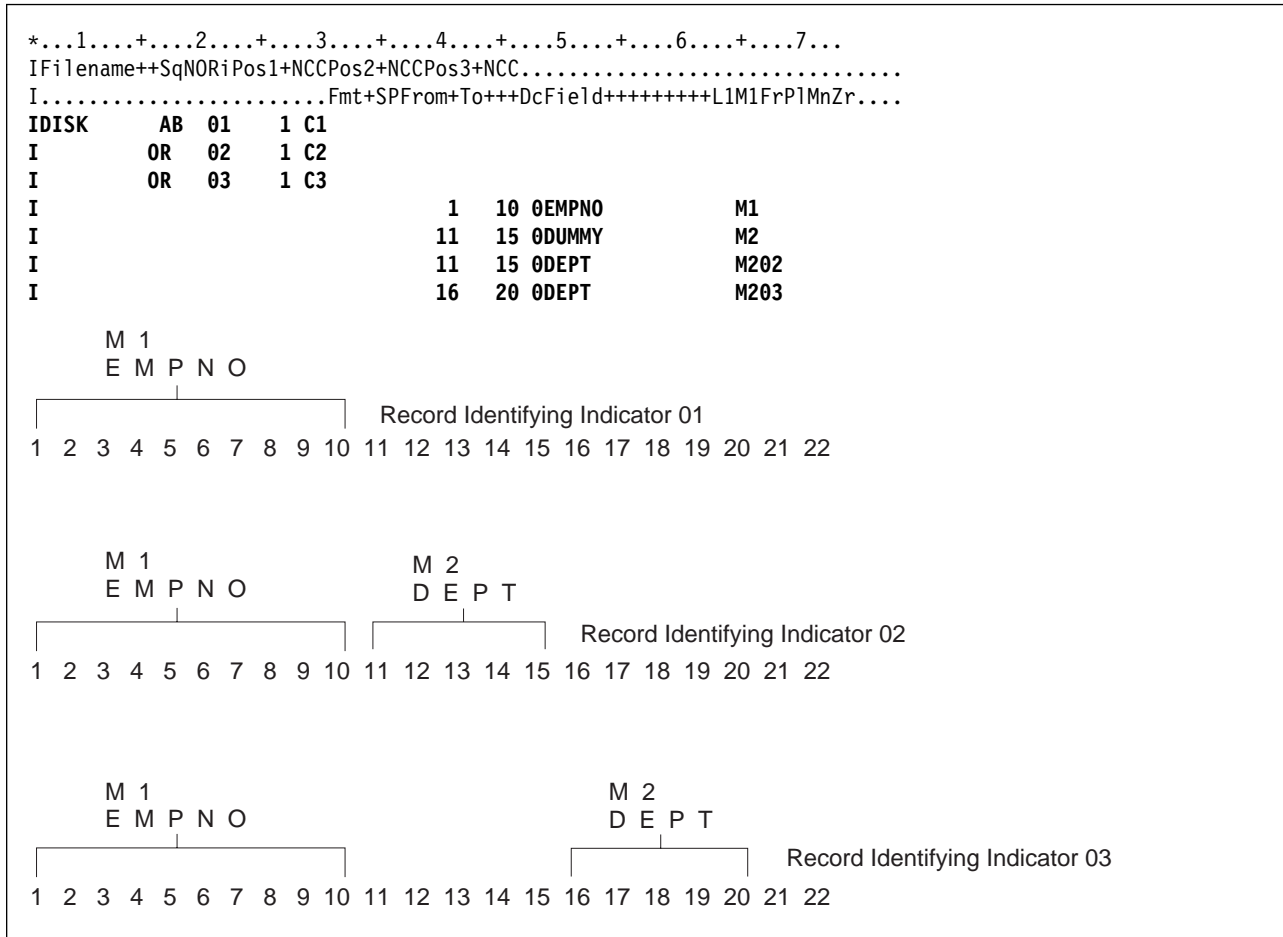 *...1....+....2....+....3....+....4....+....5....+....6....+....7...
IFilename++SqNORiPos1+NCCPos2+NCCPos3+NCC................................
I........................Fmt+SPFrom+To+++DcField+++++++++L1M1FrPlMnZr....
IDISK      AB  01    1 C1
I         OR   02    1 C2
I         OR   03    1 C3
I                                  1   10 0EMPNO           M1
I                                 11   15 0DUMMY           M2
I                                 11   15 0DEPT            M202
I                                 16   20 0DEPT            M203
M 1
E M P N O
Record Identifying Indicator 01
1 2 3 4 5 6 7 8 9 10 11 12 13 14 15 16 17 18 19 20 21 22
M 1 M 2
E M P N O D E P T
Record Identifying Indicator 02
1 2 3 4 5 6 7 8 9 10 11 12 13 14 15 16 17 18 19 20 21 22
M 1 M 2
E M P N O D E P T
Record Identifying Indicator 03
1 2 3 4 5 6 7 8 9 10 11 12 13 14 15 16 17 18 19 20 21 22